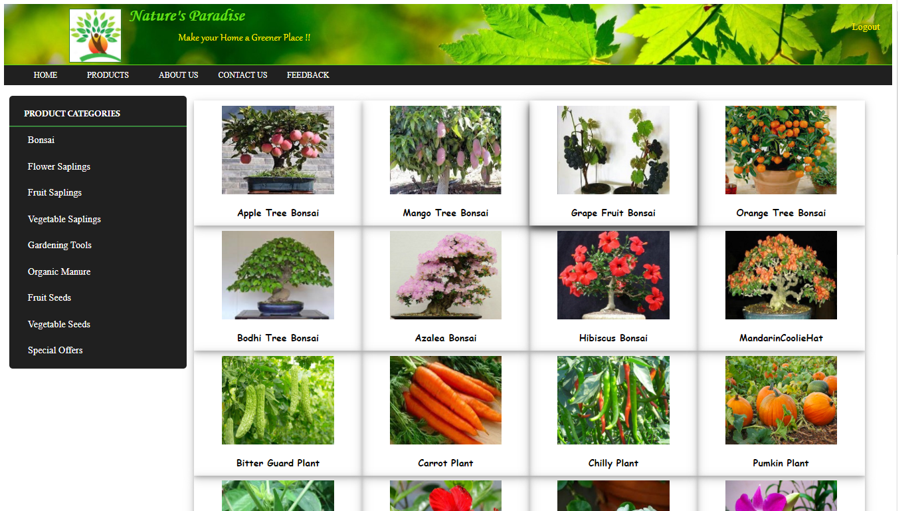 Nature's Paradise
Make your Home a Greener Place !!
Logout
HOME PRODUCTS ABOUT US CONTACT US FEEDBACK
PRODUCT CATEGORIES
Bonsai
Flower Saplings
Fruit Saplings
Vegetable Saplings
Gardening Tools
Organic Manure
Fruit Seeds
Vegetable Seeds
Special Offers
Apple Tree Bonsai
Mango Tree Bonsai
Grape Fruit Bonsai
Orange Tree Bonsai
Bodhi Tree Bonsai
Azalea Bonsai
Hibiscus Bonsai
MandarinCoolieHat
Bitter Guard Plant
Carrot Plant
Chilly Plant
Pumkin Plant